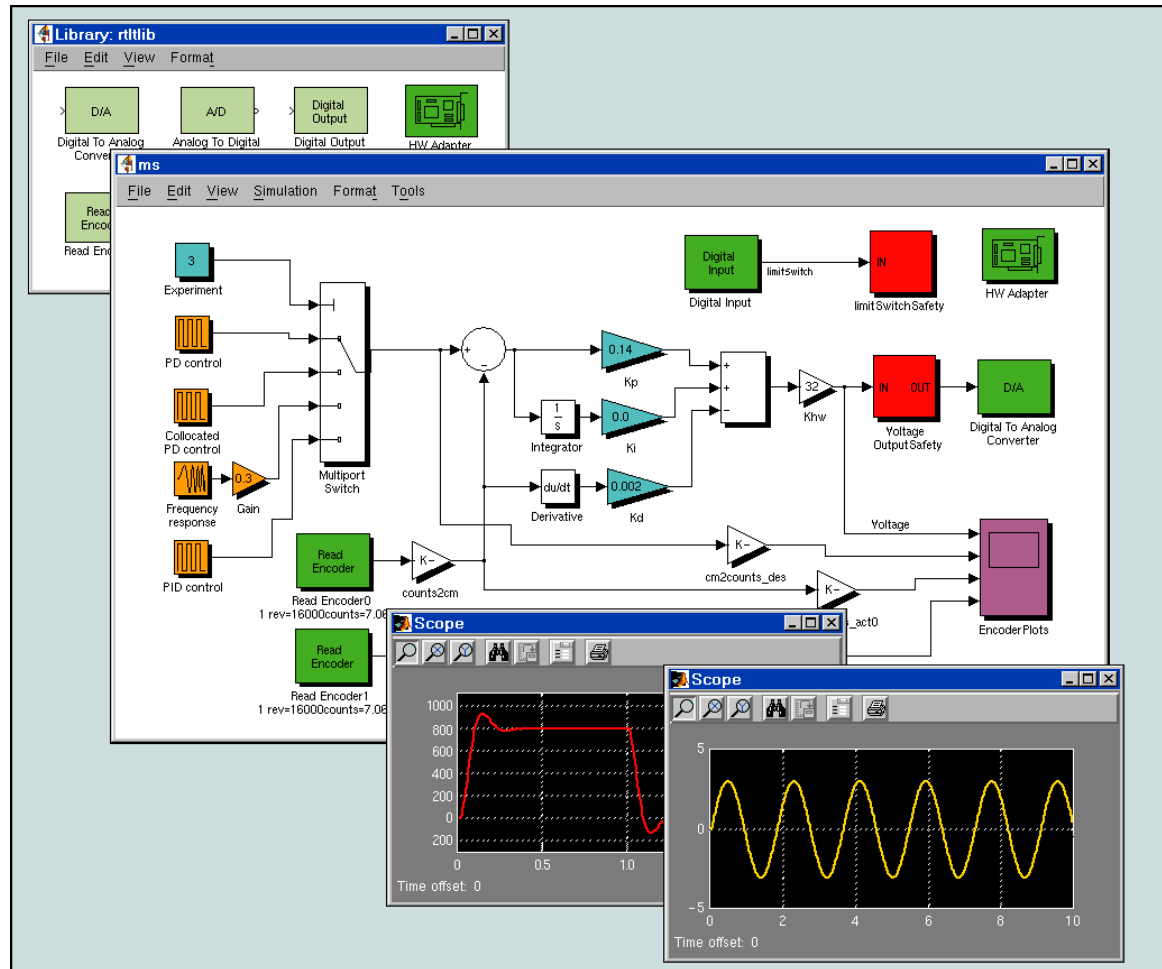 Library: rtltlib
File Edit View Format
D/A
A/D
Digital
Output
Digital To Analog
Analog To Digital
Digital Output
HW Adapter
Read
Read
ms
File Edit View Simulation Format Tools
3
Experiment
PD control
Collocated
PD control
Frequency
response
0.3
Gain
PID control
Multiport
Switch
+
−
0.14
Kp
1
s
Integrator
0.0
Ki
du/dt
Derivative
0.002
Kd
+
+
−
32
Khw
Digital
Input
Digital Input
limitSwitch
IN
limitSwitchSafety
HW Adapter
IN OUT
Voltage
OutputSafety
D/A
Digital To Analog
Converter
Voltage
Read
Encoder
Read Encoder0
1 rev=16000counts=7.06
K-
counts2cm
K-
cm2counts_des
K-
_act0
EncoderPlots
Read
Encoder
Read Encoder1
1 rev=16000counts=7.06
Scope
1000
800
600
400
200
0
200
0 0.5 1.0
Time offset: 0
Scope
5
0
-5
0 2 4 6 8 10
Time offset: 0